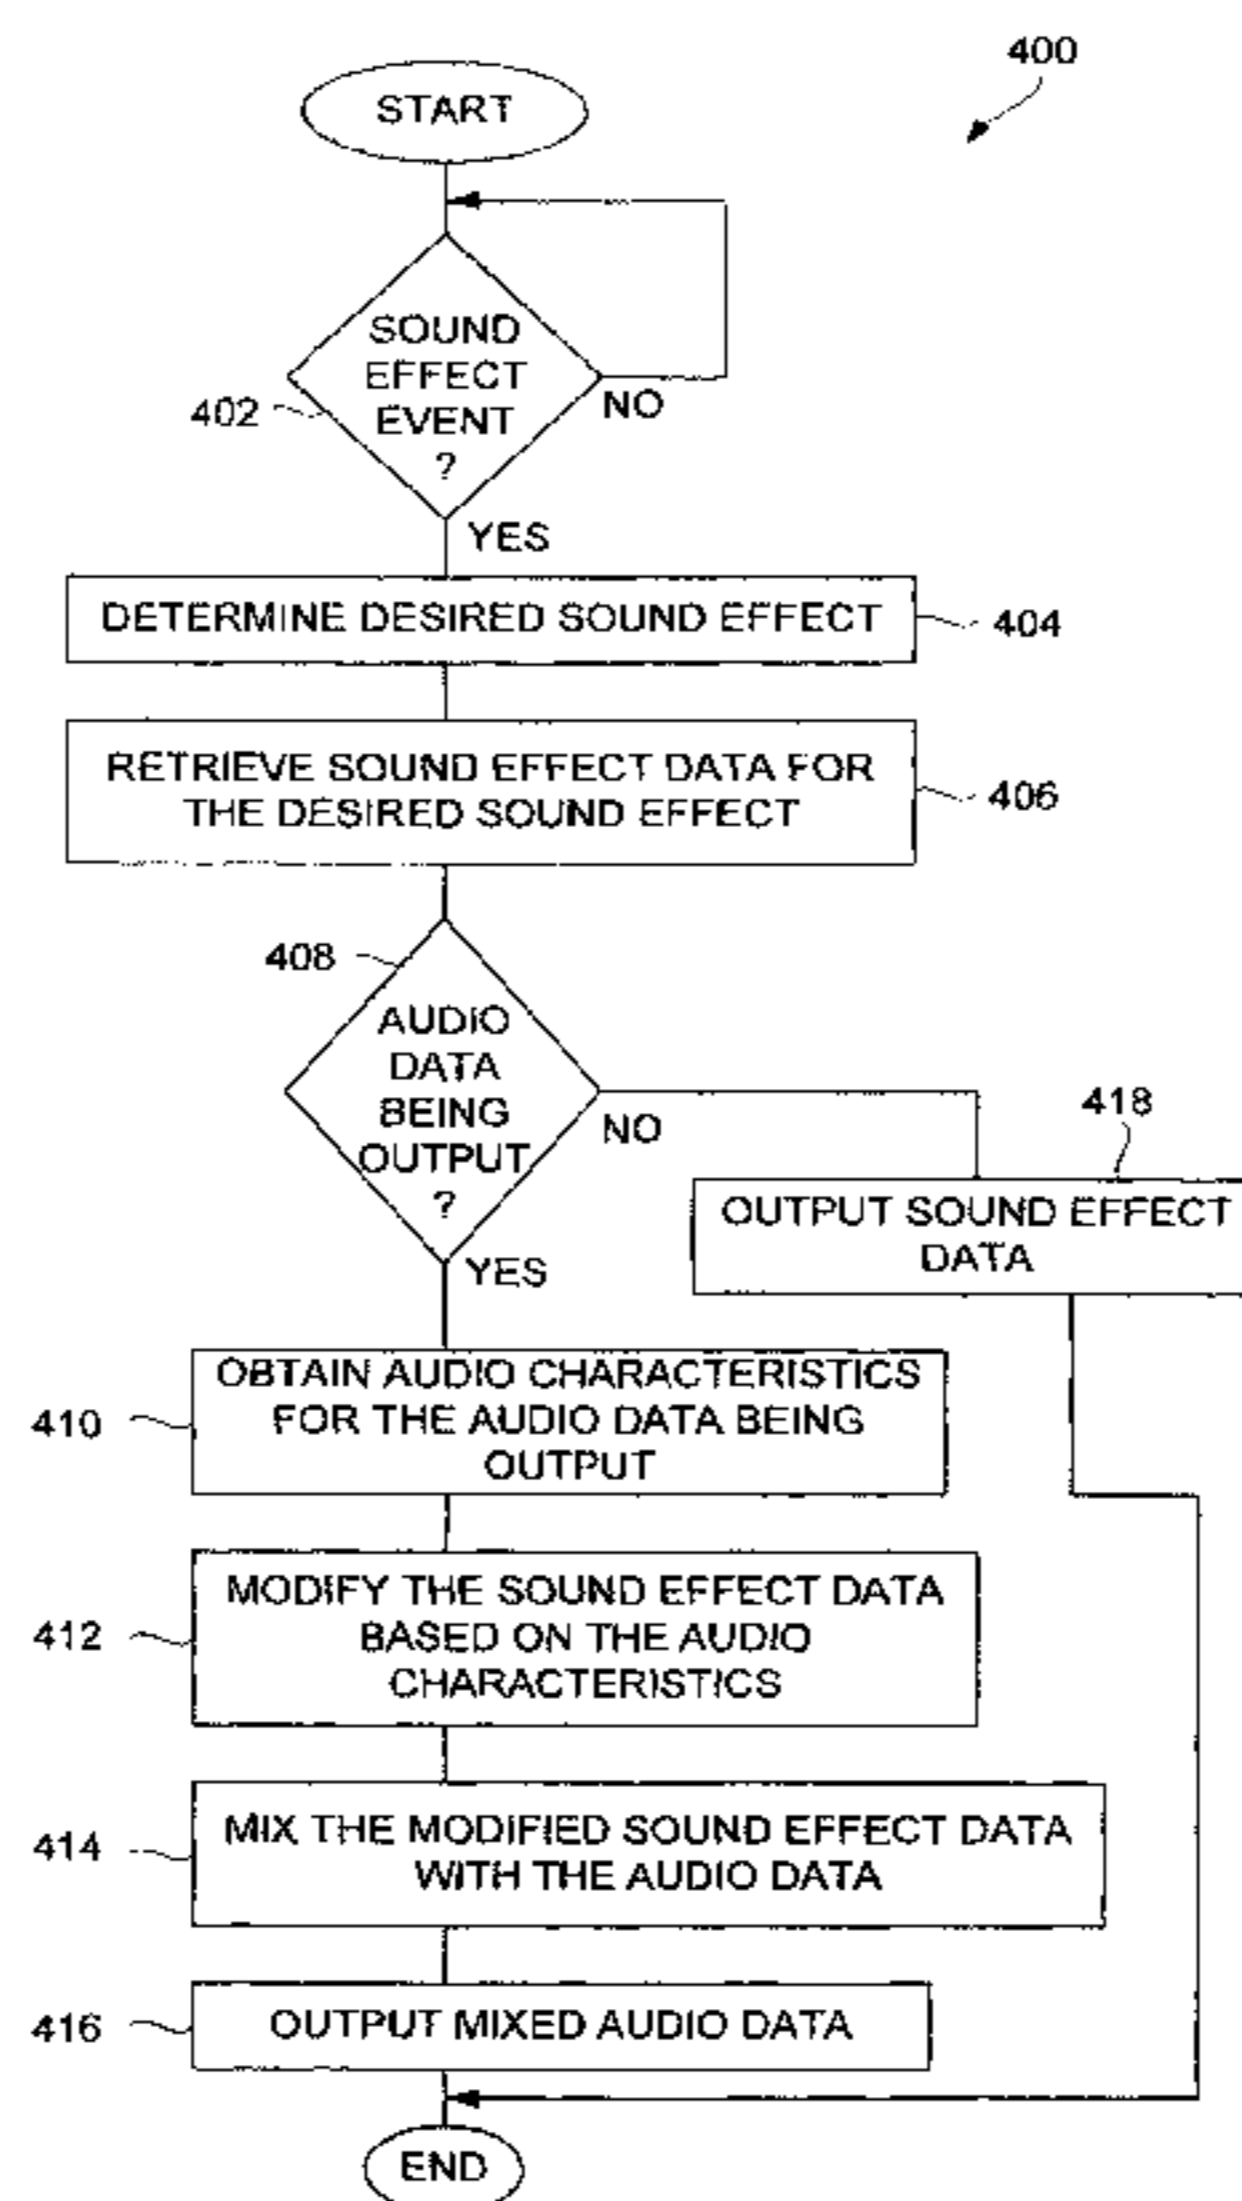 400
START
SOUND
EFFECT
EVENT
?
402
NO
YES
DETERMINE DESIRED SOUND EFFECT
404
RETRIEVE SOUND EFFECT DATA FOR
THE DESIRED SOUND EFFECT
406
408
AUDIO
DATA
BEING
OUTPUT
?
NO
YES
418
OUTPUT SOUND EFFECT
DATA
OBTAIN AUDIO CHARACTERISTICS
FOR THE AUDIO DATA BEING
OUTPUT
410
MODIFY THE SOUND EFFECT DATA
BASED ON THE AUDIO
CHARACTERISTICS
412
MIX THE MODIFIED SOUND EFFECT DATA
WITH THE AUDIO DATA
414
OUTPUT MIXED AUDIO DATA
416
END